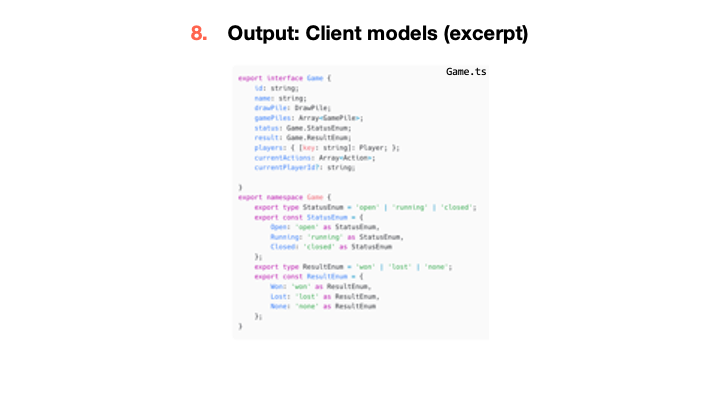 8. Output: Client models (excerpt)
Game.ts
export interface Game {
    id: string;
    name: string;
    drawPile: DrawPile;
    gamePiles: Array<GamePile>;
    status: Game.StatusEnum;
    result: Game.ResultEnum;
    players: { [key: string]: Player; };
    currentActions: Array<Action>;
    currentPlayerId?: string;
}
export namespace Game {
    export type StatusEnum = 'open' | 'running' | 'closed';
    export const StatusEnum = {
        Open: 'open' as StatusEnum,
        Running: 'running' as StatusEnum,
        Closed: 'closed' as StatusEnum
    };
    export type ResultEnum = 'won' | 'lost' | 'none';
    export const ResultEnum = {
        Won: 'won' as ResultEnum,
        Lost: 'lost' as ResultEnum,
        None: 'none' as ResultEnum
    };
}